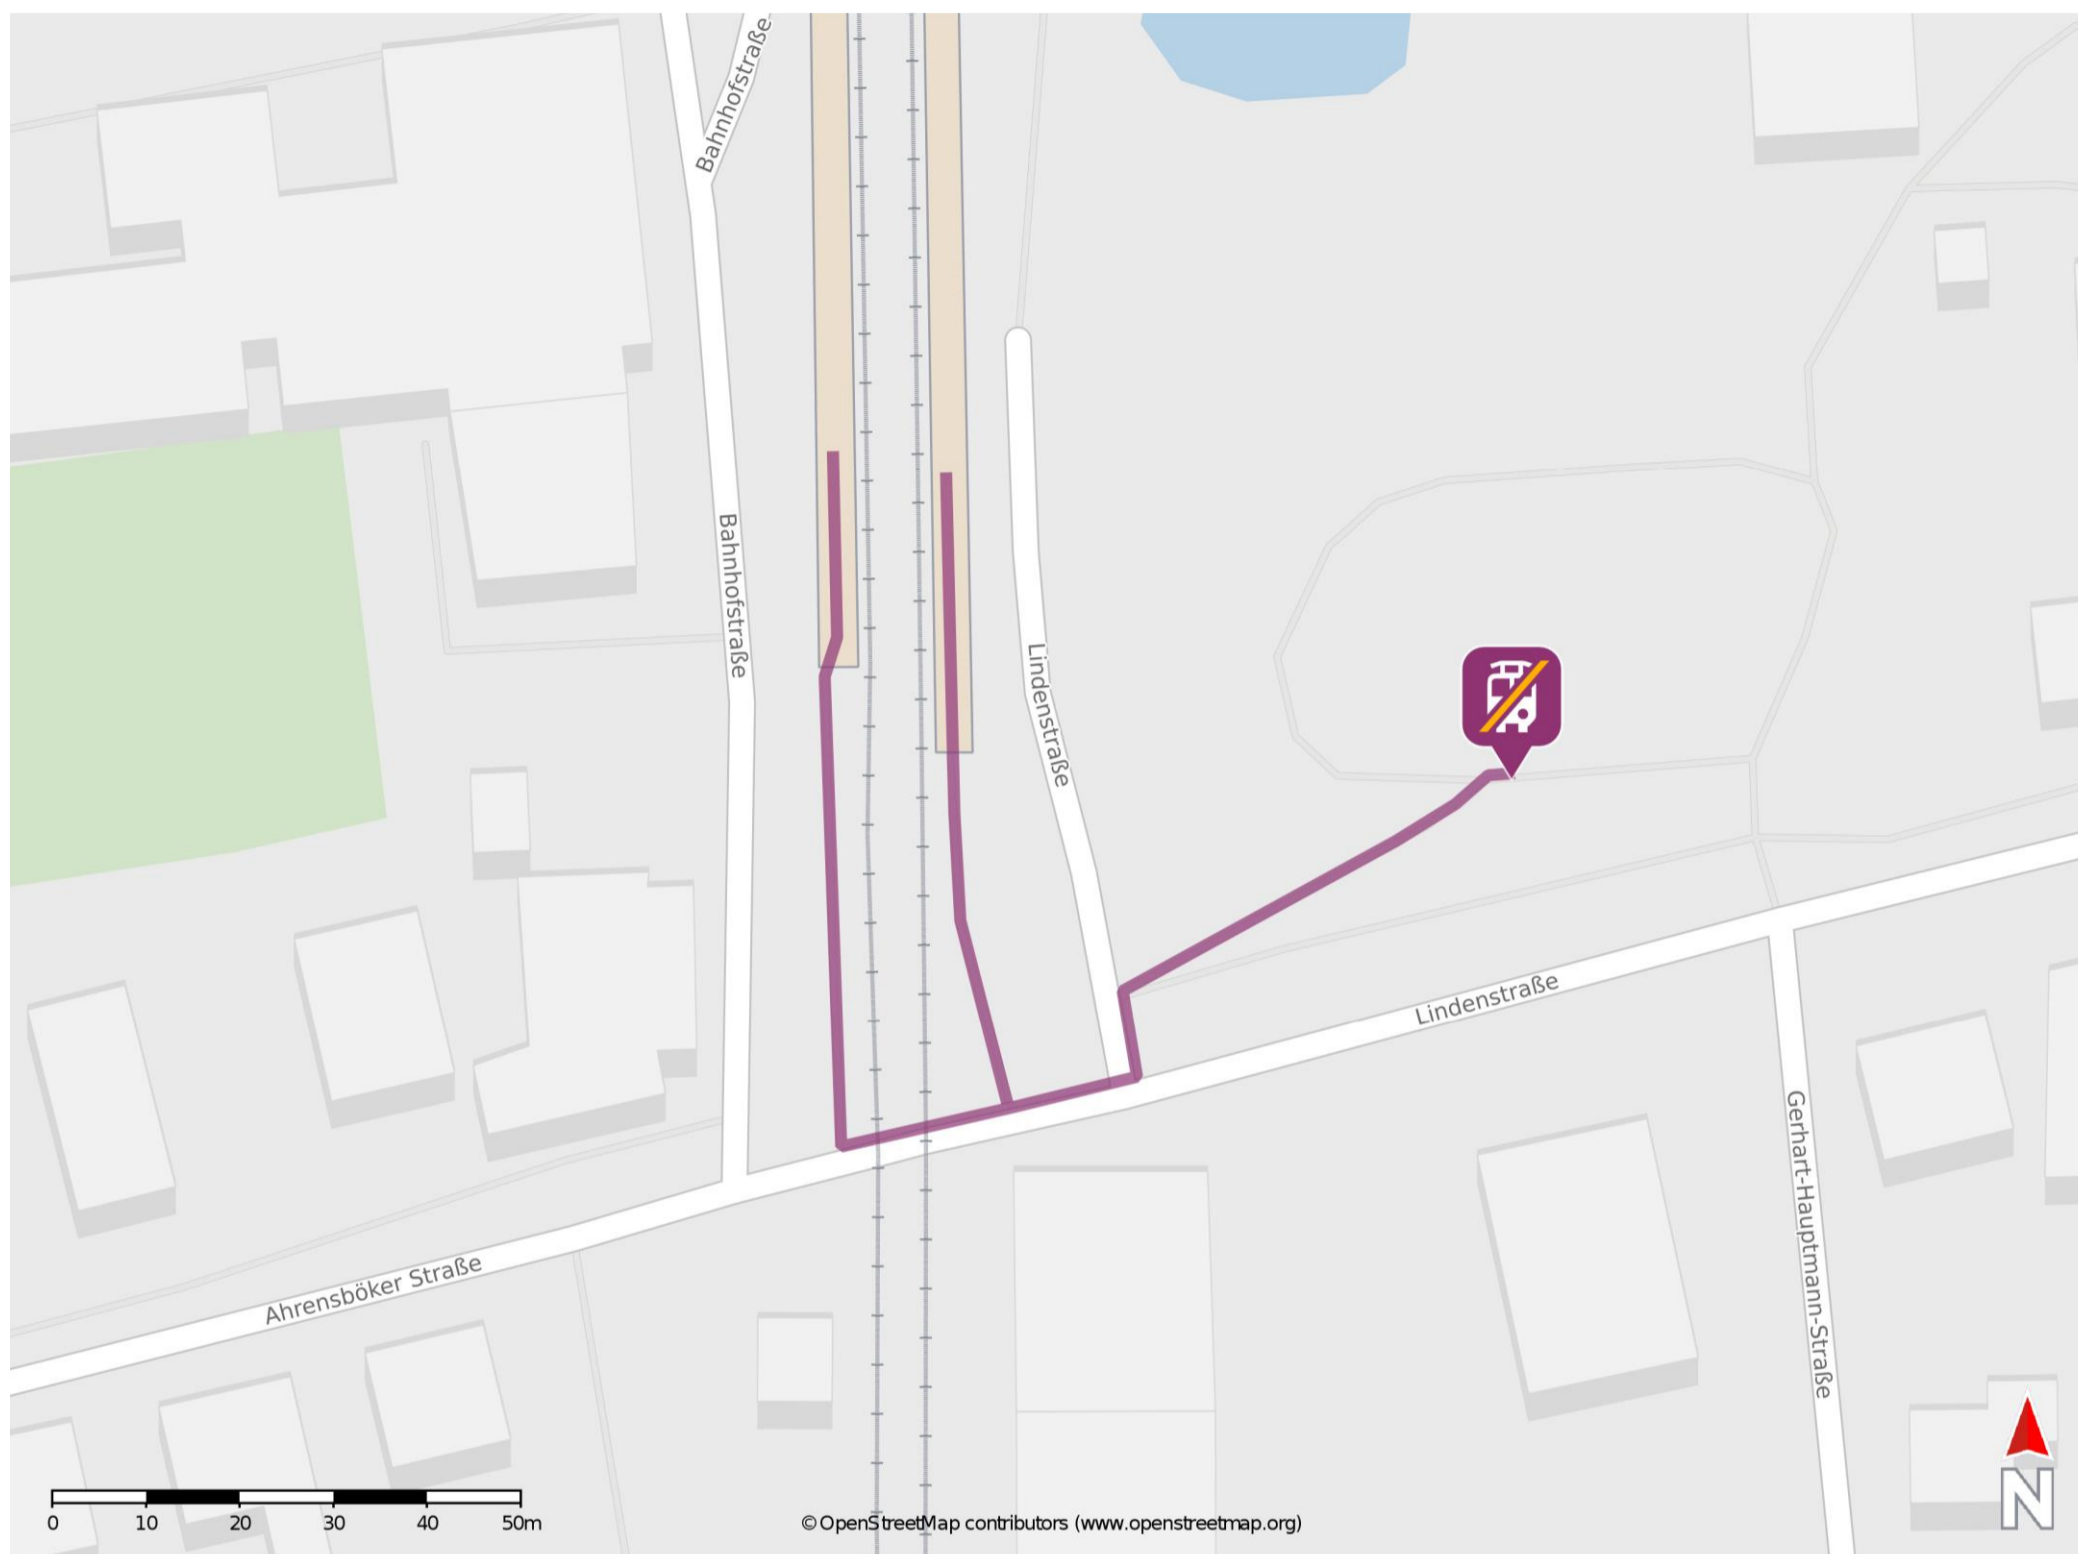 Bahnhofstraße
Bahnhofstraße
Lindenstraße
Lindenstraße
Gerhart-Hauptmann-Straße
Ahrensböker Straße
N
0 10 20 30 40 50m
© OpenStreetMap contributors (www.openstreetmap.org)